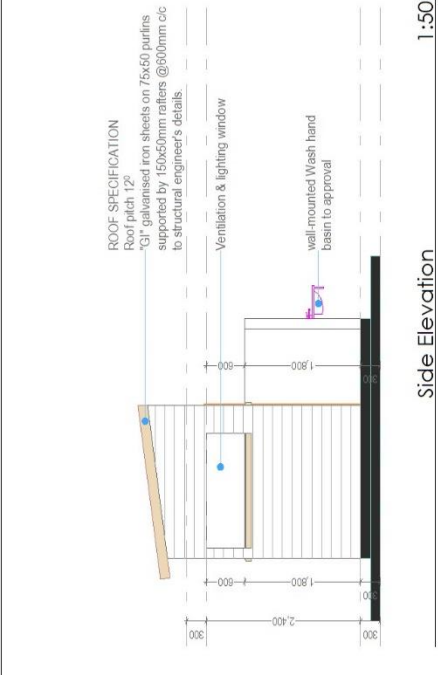 ROOF SPECIFICATION
Roof pitch 12⁰
"GI" galvanised iron sheets on 75x50 purlins
supported by 150x50mm rafters @600mm c/c
to structural engineer's details.
Ventilation & lighting window
wall-mounted Wash hand
basin to approval
600
1,800
300
600
1,800
300
300
2,400
300
Side Elevation
1:50